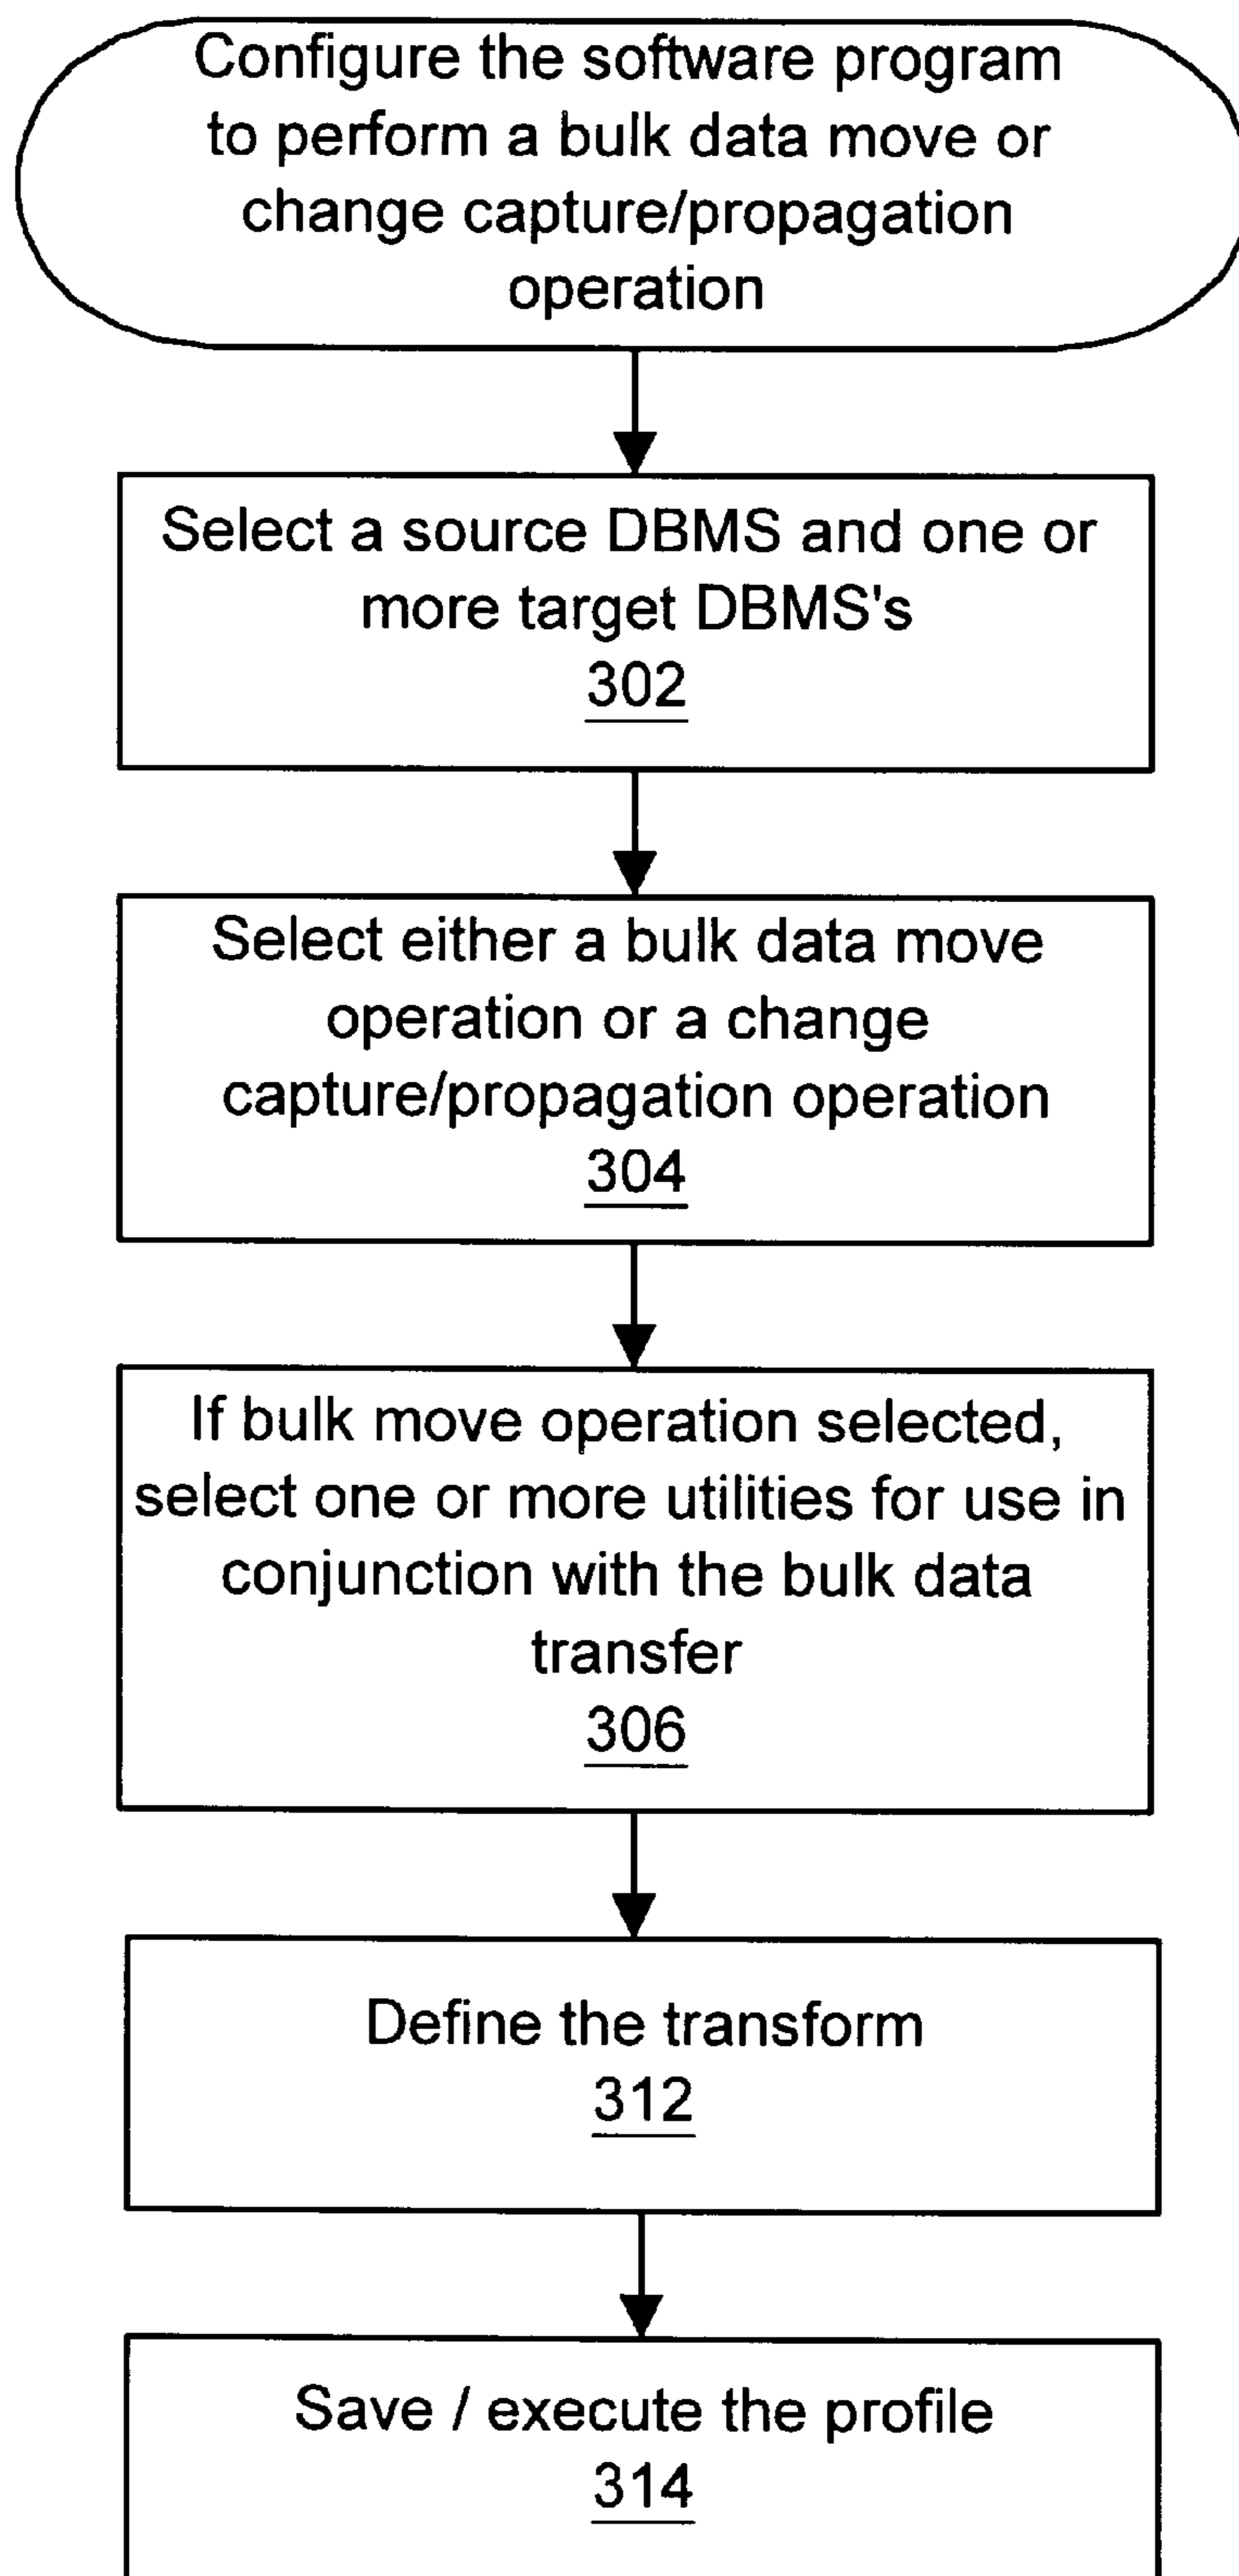 Configure the software program
to perform a bulk data move or
change capture/propagation
operation
Select a source DBMS and one or
more target DBMS's
302
Select either a bulk data move
operation or a change
capture/propagation operation
304
If bulk move operation selected,
select one or more utilities for use in
conjunction with the bulk data
transfer
306
Define the transform
312
Save / execute the profile
314